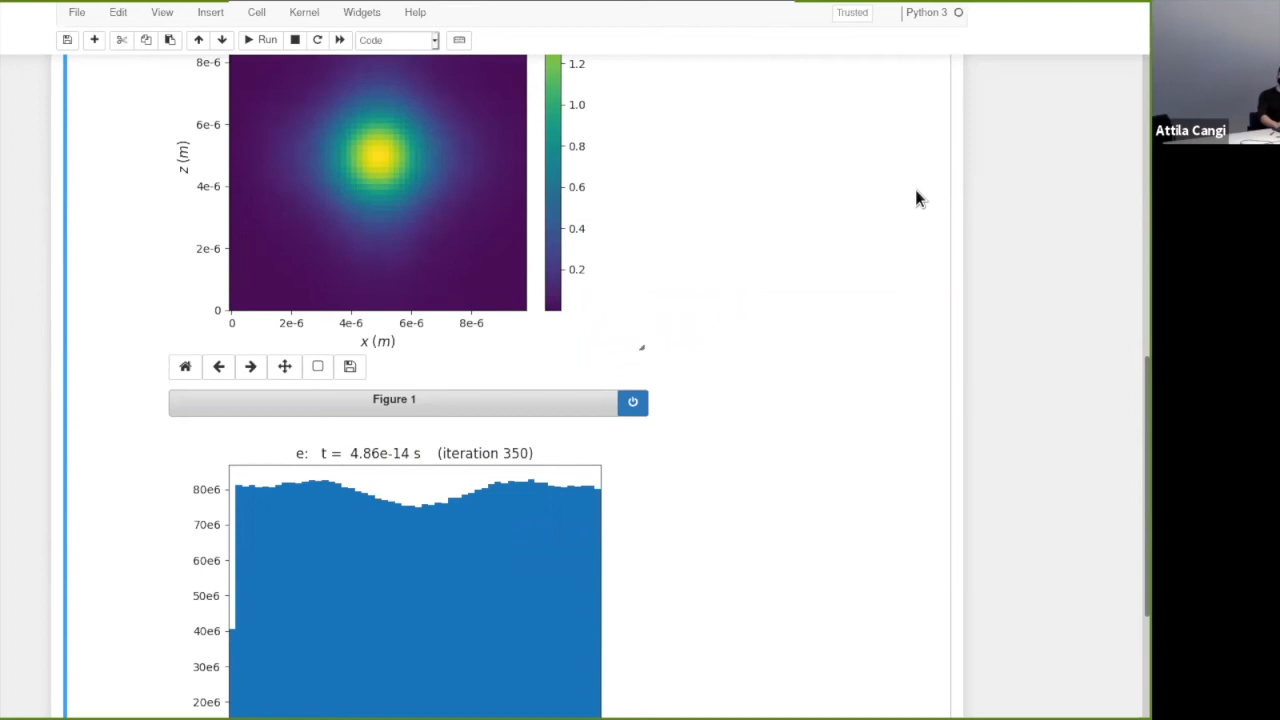 File Edit View Insert Cell Kernel Widgets Help Trusted Python 3
Run Code
8e-6
6e-6
4e-6
2e-6
0
z (m)
0 2e-6 4e-6 6e-6 8e-6
x (m)
1.2
1.0
0.8
0.6
0.4
0.2
Figure 1
e: t = 4.86e-14 s (iteration 350)
80e6
70e6
60e6
50e6
40e6
30e6
20e6
Attila Cangi